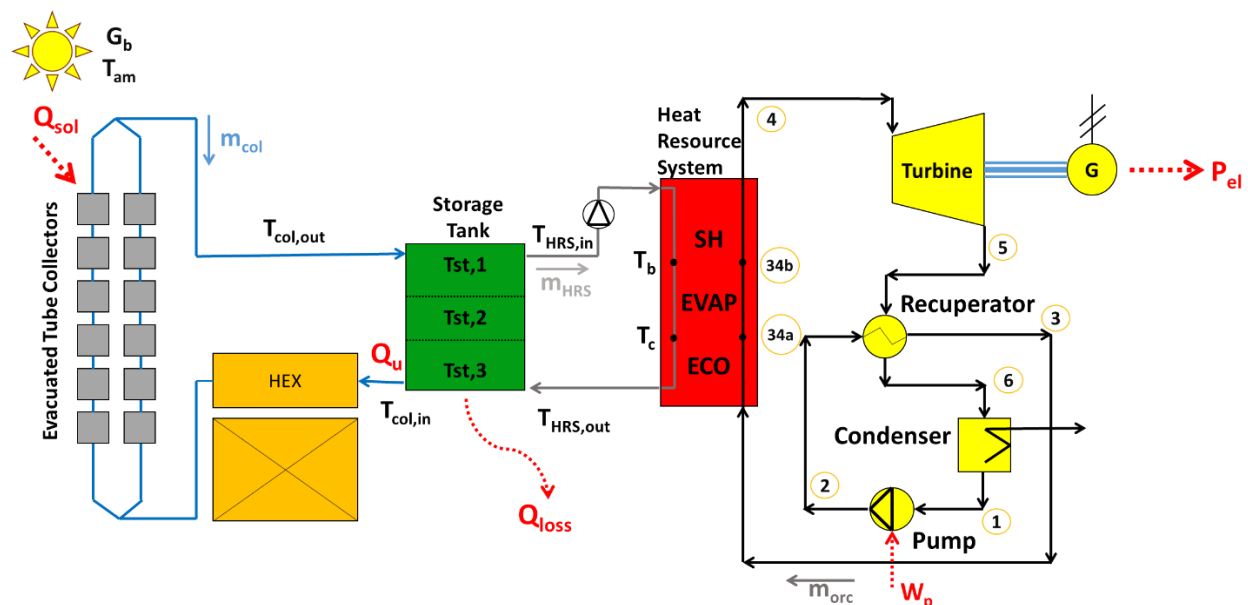 G_b
T_am
Q_sol
m_col
Evacuated Tube Collectors
T_col,out
Storage
Tank
Tst,1
Tst,2
Tst,3
Q_u
HEX
T_col,in
Q_loss
T_HRS,in
m_HRS
T_HRS,out
Heat
Resource
System
SH
EVAP
ECO
T_b
T_c
4
34b
34a
Turbine
G
P_el
5
Recuperator
3
6
Condenser
2
1
Pump
m_orc
W_p